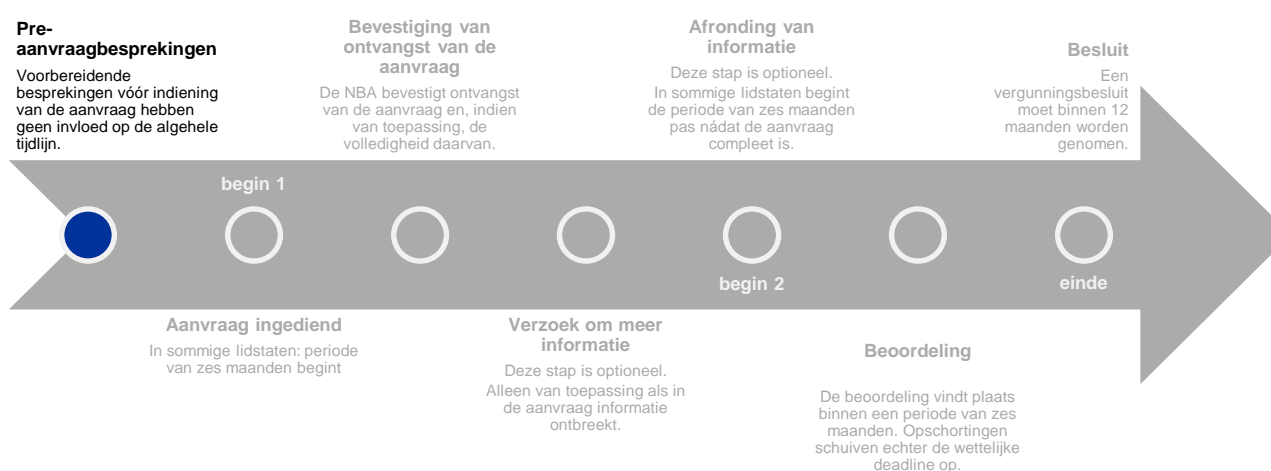 Pre-
aanvraagbesprekingen
Voorbereidende
besprekingen vóór indiening
van de aanvraag hebben
geen invloed op de algehele
tijdlijn.
Bevestiging van
ontvangst van de
aanvraag
De NBA bevestigt ontvangst
van de aanvraag en, indien
van toepassing, de
volledigheid daarvan.
Afronding van
informatie
Deze stap is optioneel.
In sommige lidstaten begint
de periode van zes maanden
pas nádat de aanvraag
compleet is.
Besluit
Een
vergunningsbesluit
moet binnen 12
maanden worden
genomen.
begin 1
begin 2
einde
Aanvraag ingediend
In sommige lidstaten: periode
van zes maanden begint
Verzoek om meer
informatie
Deze stap is optioneel.
Alleen van toepassing als in
de aanvraag informatie
ontbreekt.
Beoordeling
De beoordeling vindt plaats
binnen een periode van zes
maanden. Opschortingen
schuiven echter de wettelijke
deadline op.